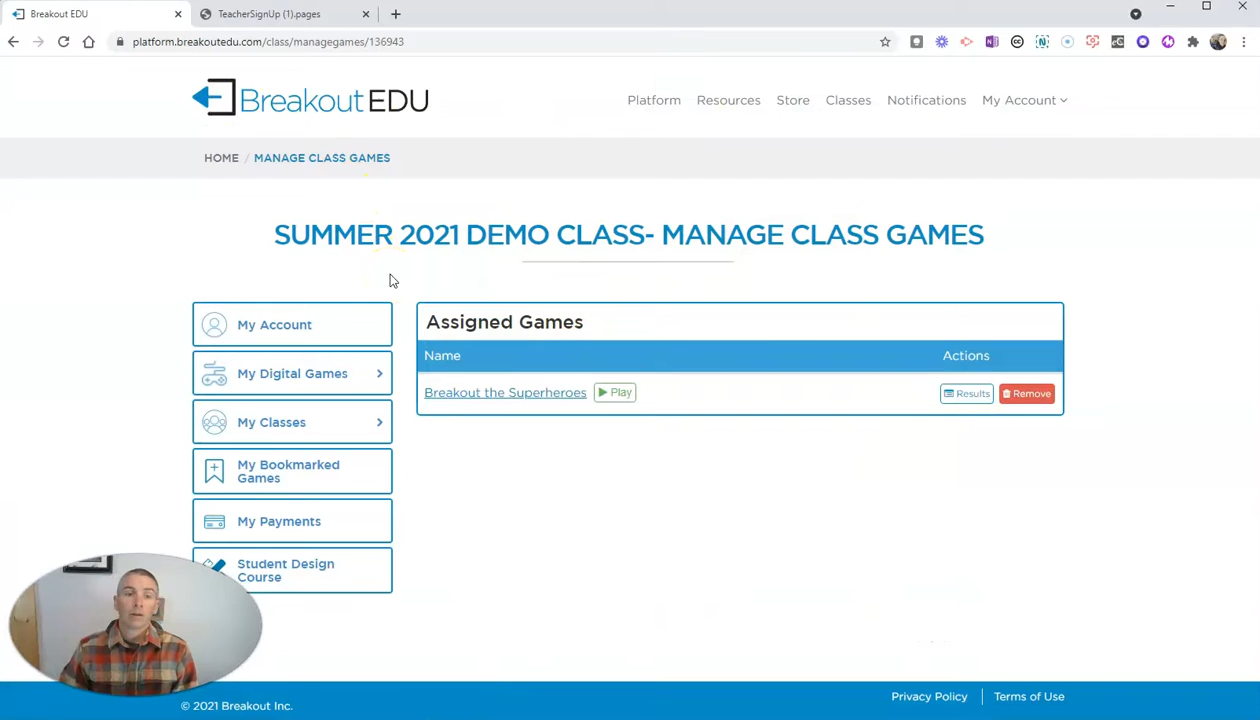 Breakout EDU
TeacherSignUp (1).pages
platform.breakoutedu.com/class/managegames/136943
Breakout EDU
Platform
Resources
Store
Classes
Notifications
My Account
HOME / MANAGE CLASS GAMES
SUMMER 2021 DEMO CLASS- MANAGE CLASS GAMES
My Account
My Digital Games
My Classes
My Bookmarked
Games
My Payments
Student Design
Course
Assigned Games
Name
Actions
Breakout the Superheroes
Play
Results
Remove
© 2021 Breakout Inc.
Privacy Policy
Terms of Use